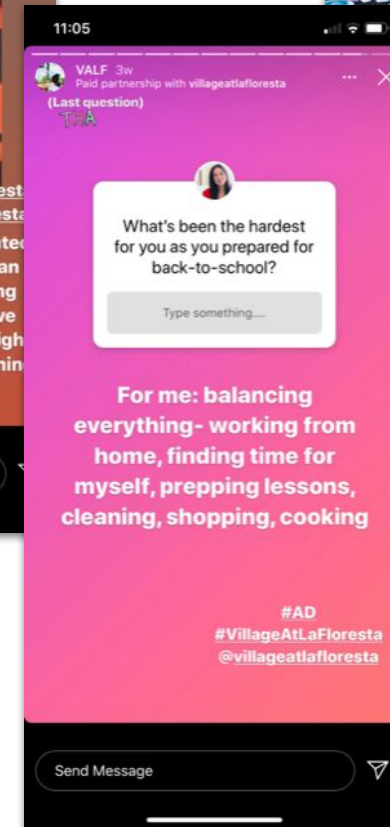 11:05
VALF 3w
Paid partnership with villageatlafloresta
(Last question)
What's been the hardest
for you as you prepared for
back-to-school?
Type something....
For me: balancing
everything- working from
home, finding time for
myself, prepping lessons,
cleaning, shopping, cooking
#AD
#VillageAtLaFloresta
@villageatlafloresta
Send Message